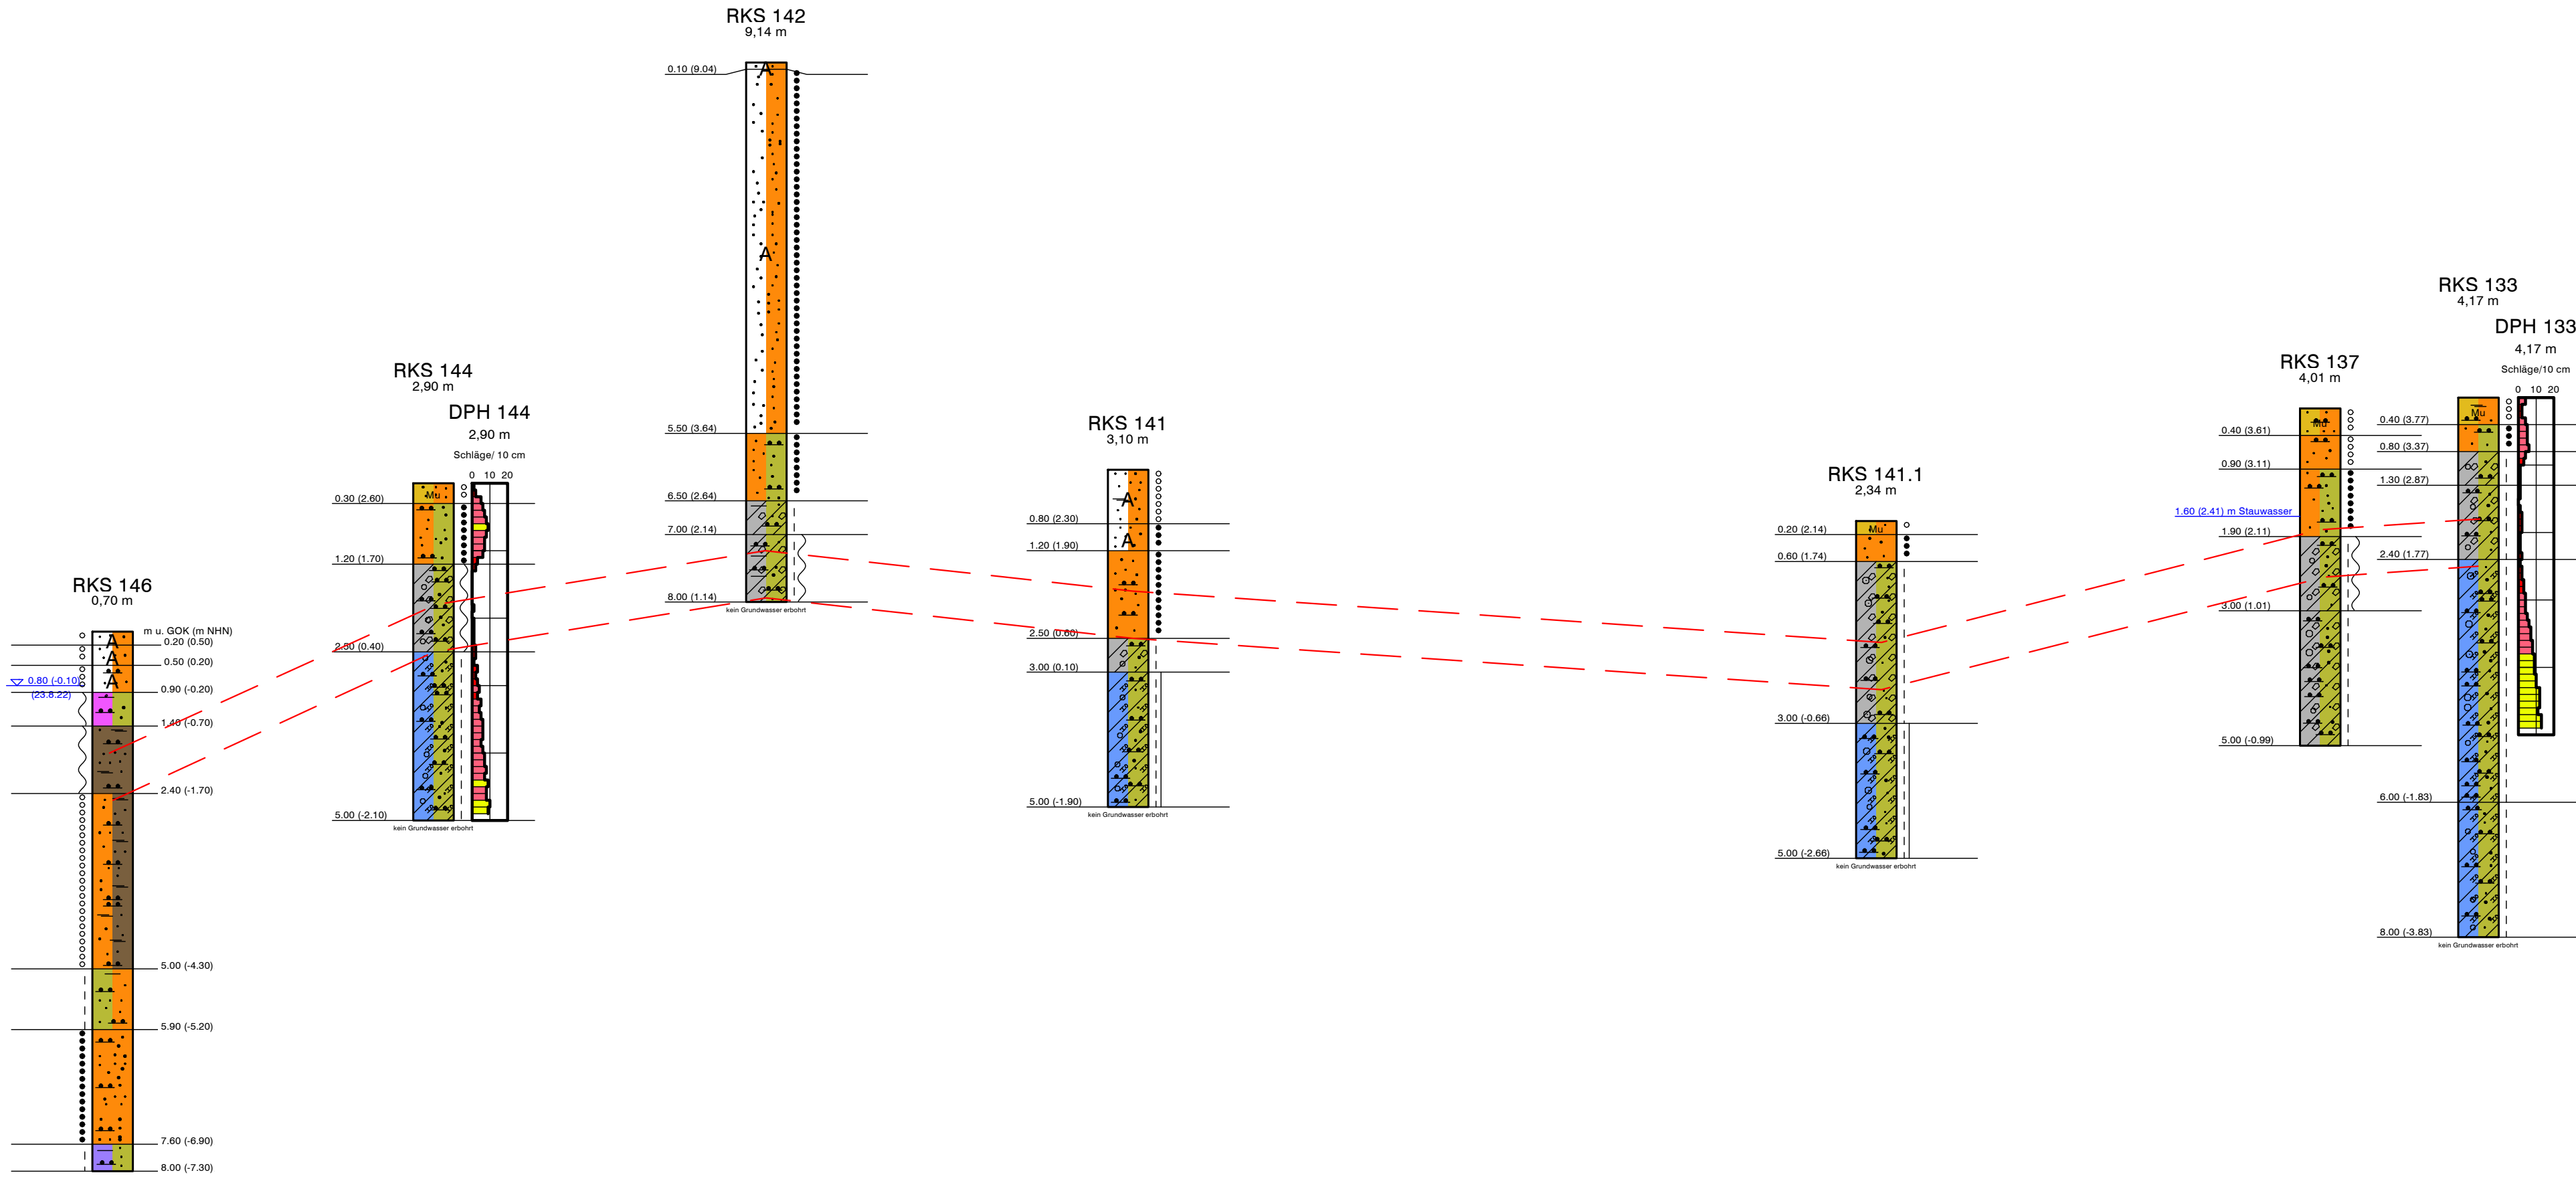 RKS 142
9,14 m
0.10 (9.04)
A
A
5.50 (3.64)
6.50 (2.64)
7.00 (2.14)
8.00 (1.14)
kein Grundwasser erbohrt
RKS 146
0,70 m
m u. GOK (m NHN)
A
0.20 (0.50)
A
0.50 (0.20)
A
0.80 (-0.10)
(23.8.22)
0.90 (-0.20)
1.40 (-0.70)
2.40 (-1.70)
5.00 (-4.30)
5.90 (-5.20)
7.60 (-6.90)
8.00 (-7.30)
RKS 144
2,90 m
DPH 144
2,90 m
Schläge/ 10 cm
0 10 20
Mu
0.30 (2.60)
1.20 (1.70)
2.50 (0.40)
5.00 (-2.10)
kein Grundwasser erbohrt
RKS 141
3,10 m
A
0.80 (2.30)
A
1.20 (1.90)
2.50 (0.60)
3.00 (0.10)
5.00 (-1.90)
kein Grundwasser erbohrt
RKS 141.1
2,34 m
Mu
0.20 (2.14)
0.60 (1.74)
3.00 (-0.66)
5.00 (-2.66)
kein Grundwasser erbohrt
RKS 137
4,01 m
Mu
0.40 (3.61)
0.90 (3.11)
1.60 (2.41) m Stauwasser
1.90 (2.11)
3.00 (1.01)
5.00 (-0.99)
RKS 133
4,17 m
DPH 133
4,17 m
Schläge/10 cm
0 10 20
Mu
0.40 (3.77)
0.80 (3.37)
1.30 (2.87)
2.40 (1.77)
6.00 (-1.83)
8.00 (-3.83)
kein Grundwasser erbohrt